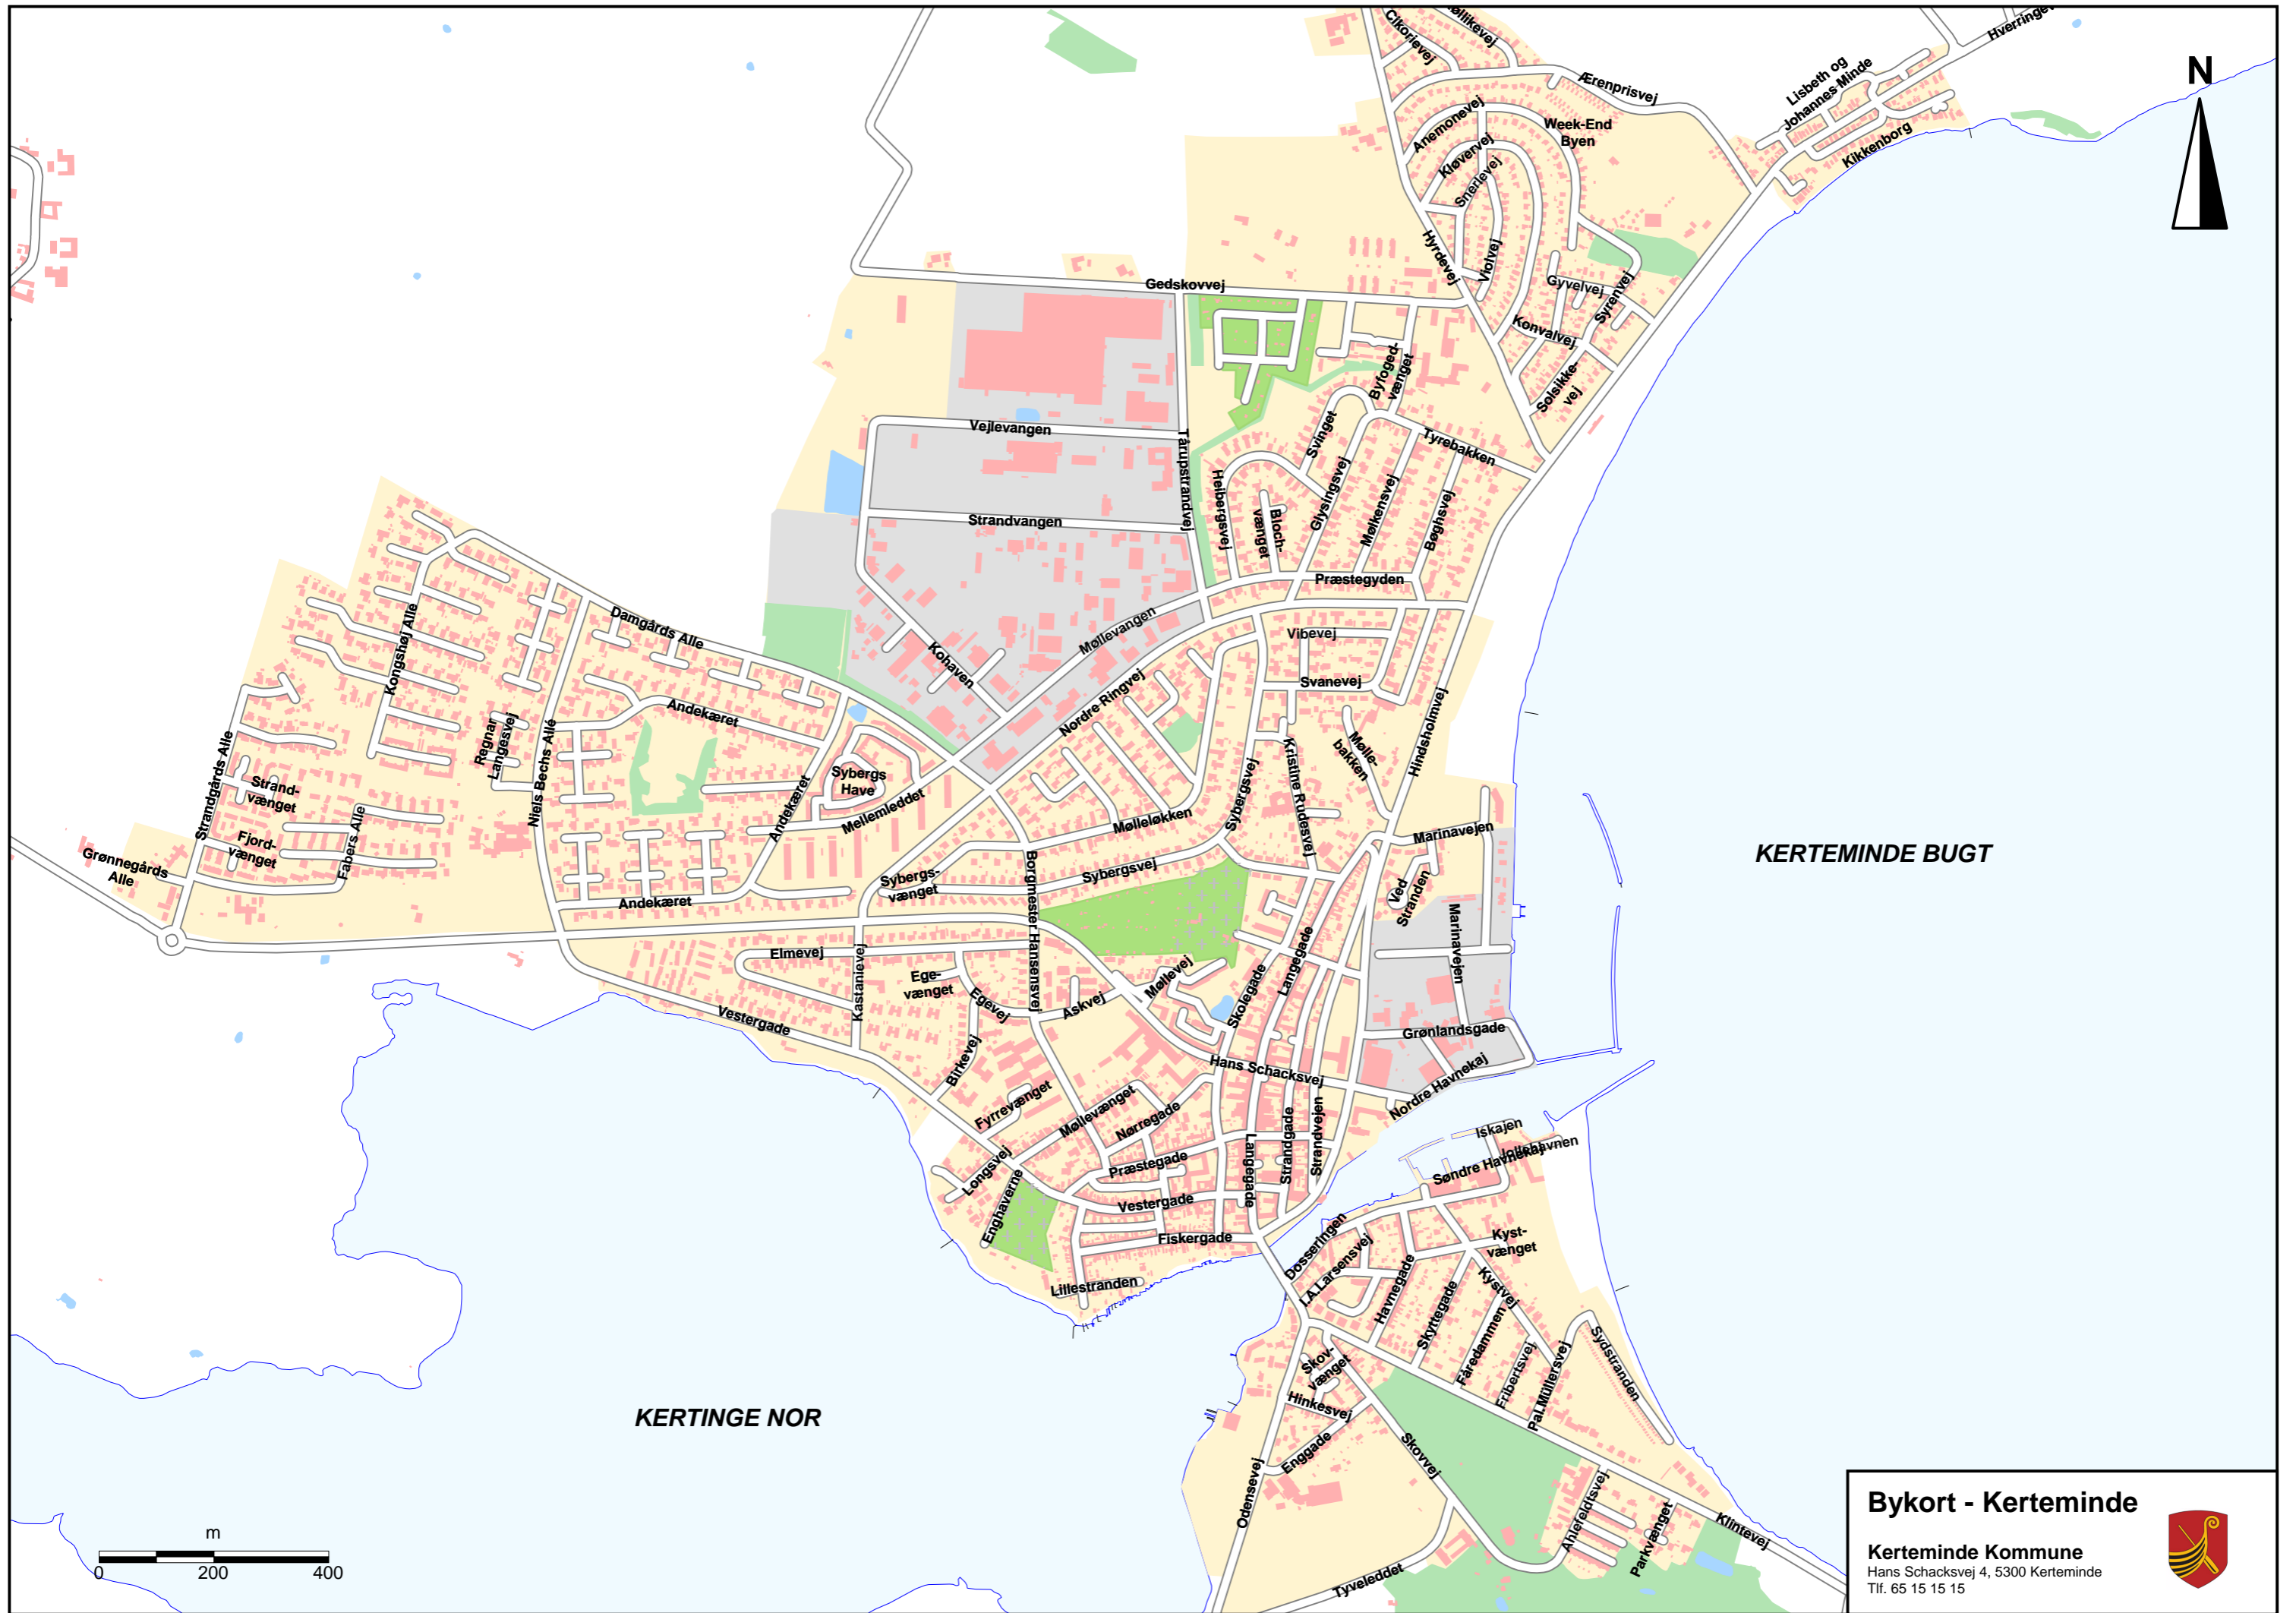 Cikorievej
Hverringevej
Ærenprisvej
Lisbeth og
Johannes Minde
N
Anemonevej
Week-End
Byen
Kikkenborg
Kløvervej
Snerlevej
Hyrdevej
Violvej
Gedskovvej
Gyvelvej
Syrenvej
Konvalvej
Byfoged-
vænget
Solsikke-
vej
Vejlevangen
Tårupstrandvej
Svinget
Tyrebakken
Heibergsvej
Bloch-
vænget
Glysingsvej
Mølkensvej
Bøghsvej
Strandvangen
Præstegyden
Damgårds Alle
Kongshøj Alle
Møllevangen
Vibevej
Kohaven
Svanevej
Nordre Ringvej
Andekæret
Regnar
Langesvej
Niels Bechs Allé
Strandgårds Alle
Mølle-
bakken
Hindsholmvej
Kristine Rudesvej
Sybergs
Have
Strand-
vænget
Sybergsvej
Andekæret
Mellemleddet
Mølleløkken
Marinavejen
Fjord-
vænget
Fabers Alle
Grønnegårds
Alle
KERTEMINDE BUGT
Borgmester Hansensvej
Sybergsvej
Sybergs-
vænget
Ved
Stranden
Andekæret
Marinavejen
Elmevej
Kastanievej
Ege-
vænget
Egevej
Askvej
Møllevej
Skolegade
Langegade
Vestergade
Grønlandsgade
Birkevej
Hans Schacksvej
Nordre Havnekaj
Fyrrevænget
Møllevænget
Nørregade
Strandgade
Strandvejen
Langegade
Iskajen
Jollehavnen
Søndre Havnekaj
Præstegade
Longsvej
Enghaverne
Vestergade
Fiskergade
Dosseringen
Kyst-
vænget
I.A.Larsensvej
Havnegade
Lillestranden
Kystvej
Skyttegade
Fåredammen
Fribertsvej
Pal.Müllersvej
Sydstranden
Skov-
vænget
Hinkesvej
KERTINGE NOR
Enggade
Skovvej
Odensevej
Ahlefeldtsvej
Parkvænget
Klintevej
Tyveleddet
m
0 200 400
Bykort - Kerteminde
Kerteminde Kommune
Hans Schacksvej 4, 5300 Kerteminde
Tlf. 65 15 15 15